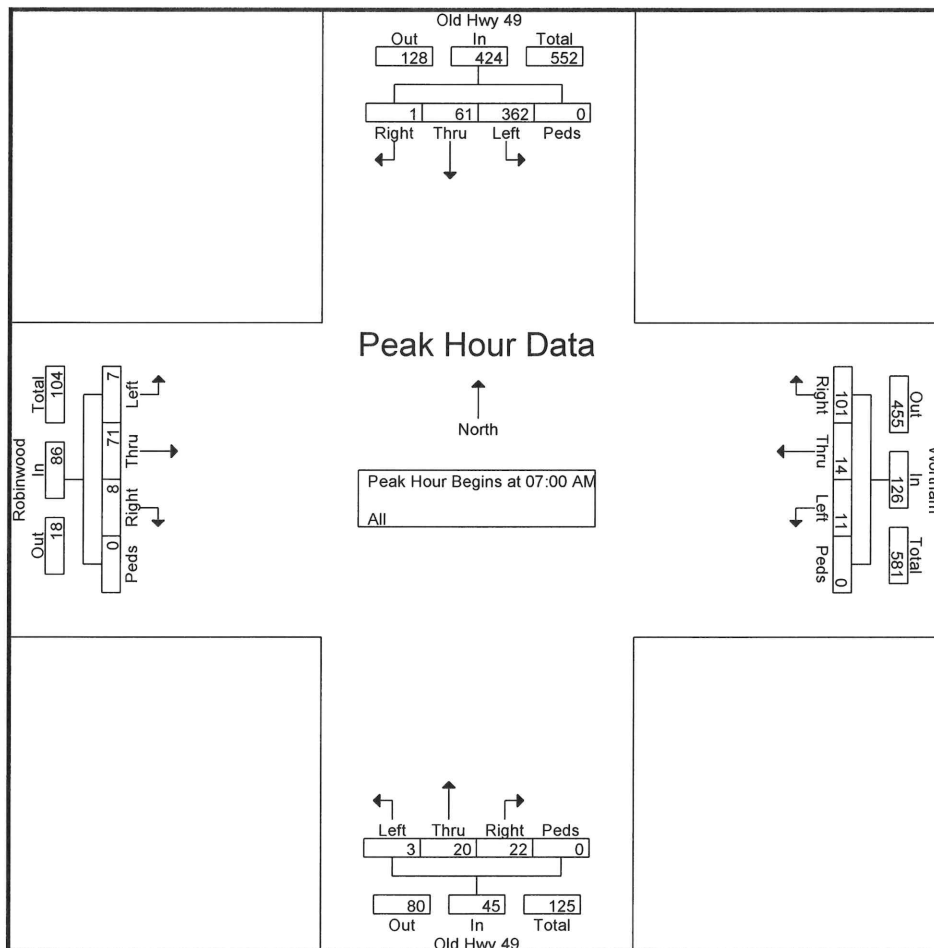 Old Hwy 49
Out In Total
128 424 552
1 61 362 0
Right Thru Left Peds
Peak Hour Data
North
Peak Hour Begins at 07:00 AM
All
Robinwood
Out In Total
18 86 104
7 71 8 0
Left Thru Right Peds
Out In Total
455 126 581
101 14 11 0
Right Thru Left Peds
Left Thru Right Peds
3 20 22 0
80 45 125
Out In Total
Old Hwy 49